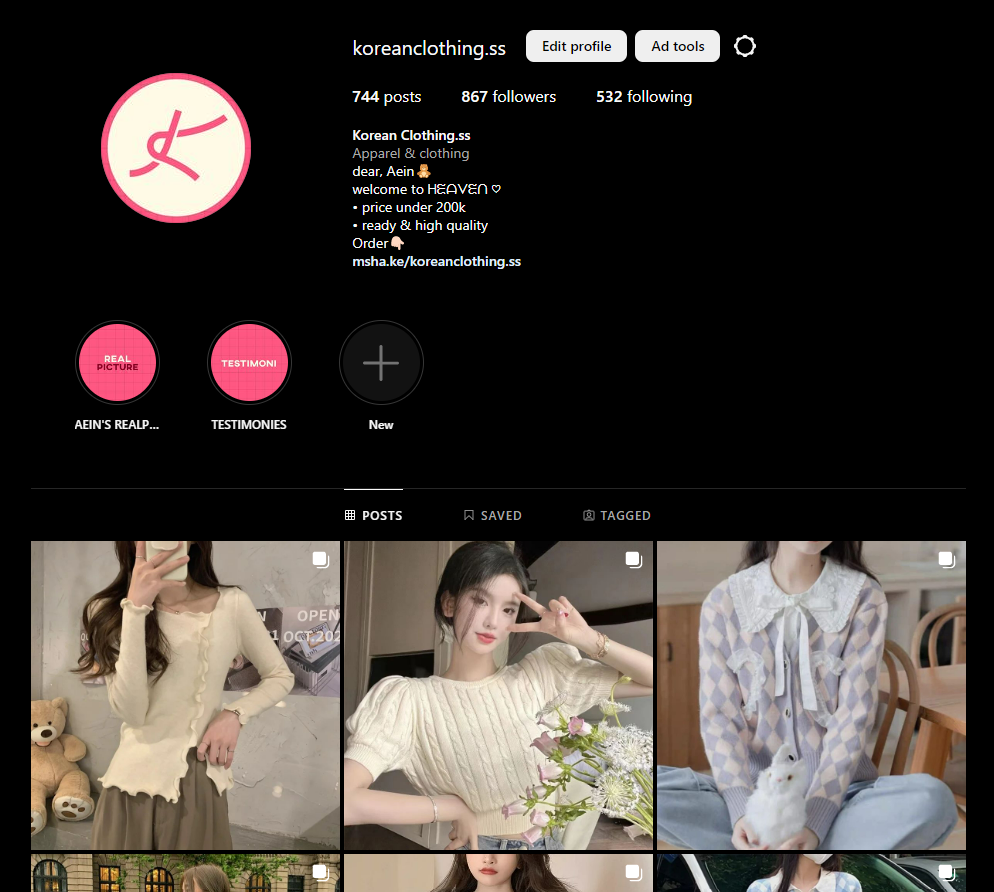 koreanclothing.ss
Edit profile
Ad tools
744 posts
867 followers
532 following
Korean Clothing.ss
Apparel & clothing
dear, Aein🧸
welcome to ᕼᕮᗩᐯᕮᑎ ♡
• price under 200k
• ready & high quality
Order👇🏻
msha.ke/koreanclothing.ss
REAL
PICTURE
TESTIMONI
AEIN'S REALP...
TESTIMONIES
New
POSTS
SAVED
TAGGED
OPEN
OCT.202